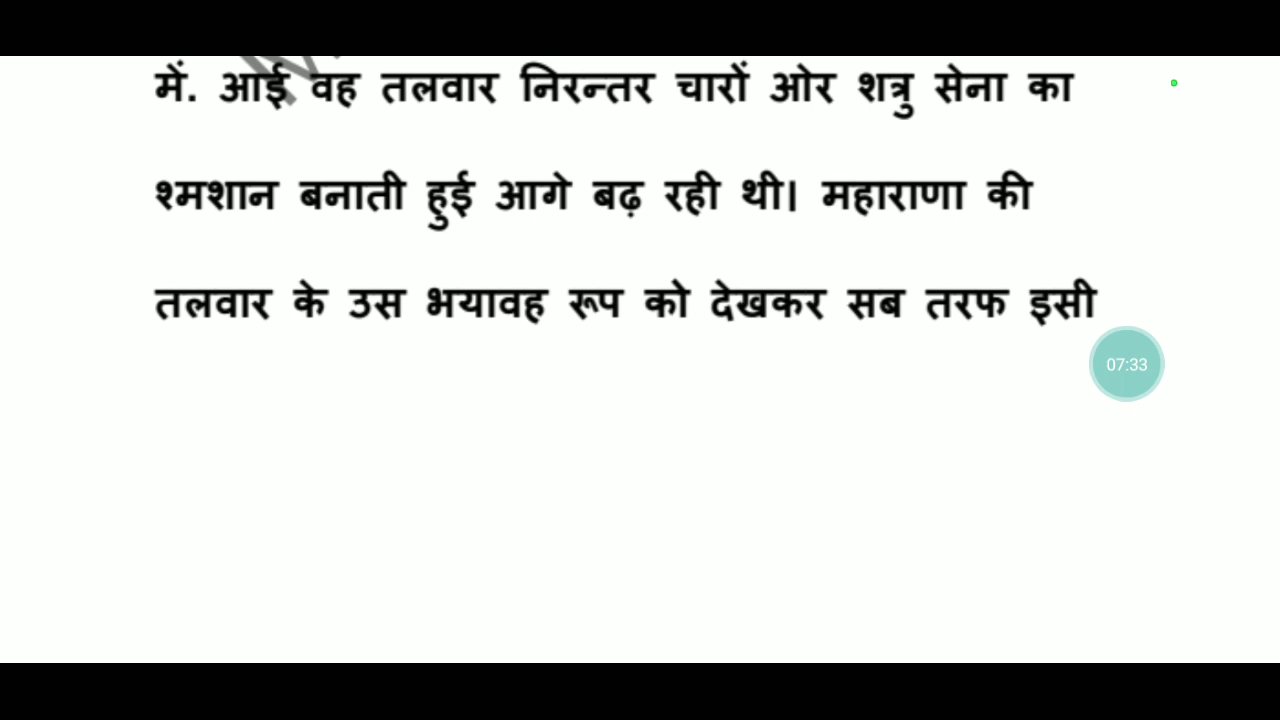 में. आई वह तलवार निरन्तर चारों ओर शत्रु सेना का
श्मशान बनाती हुई आगे बढ़ रही थी। महाराणा की
तलवार के उस भयावह रूप को देखकर सब तरफ इसी
07:33